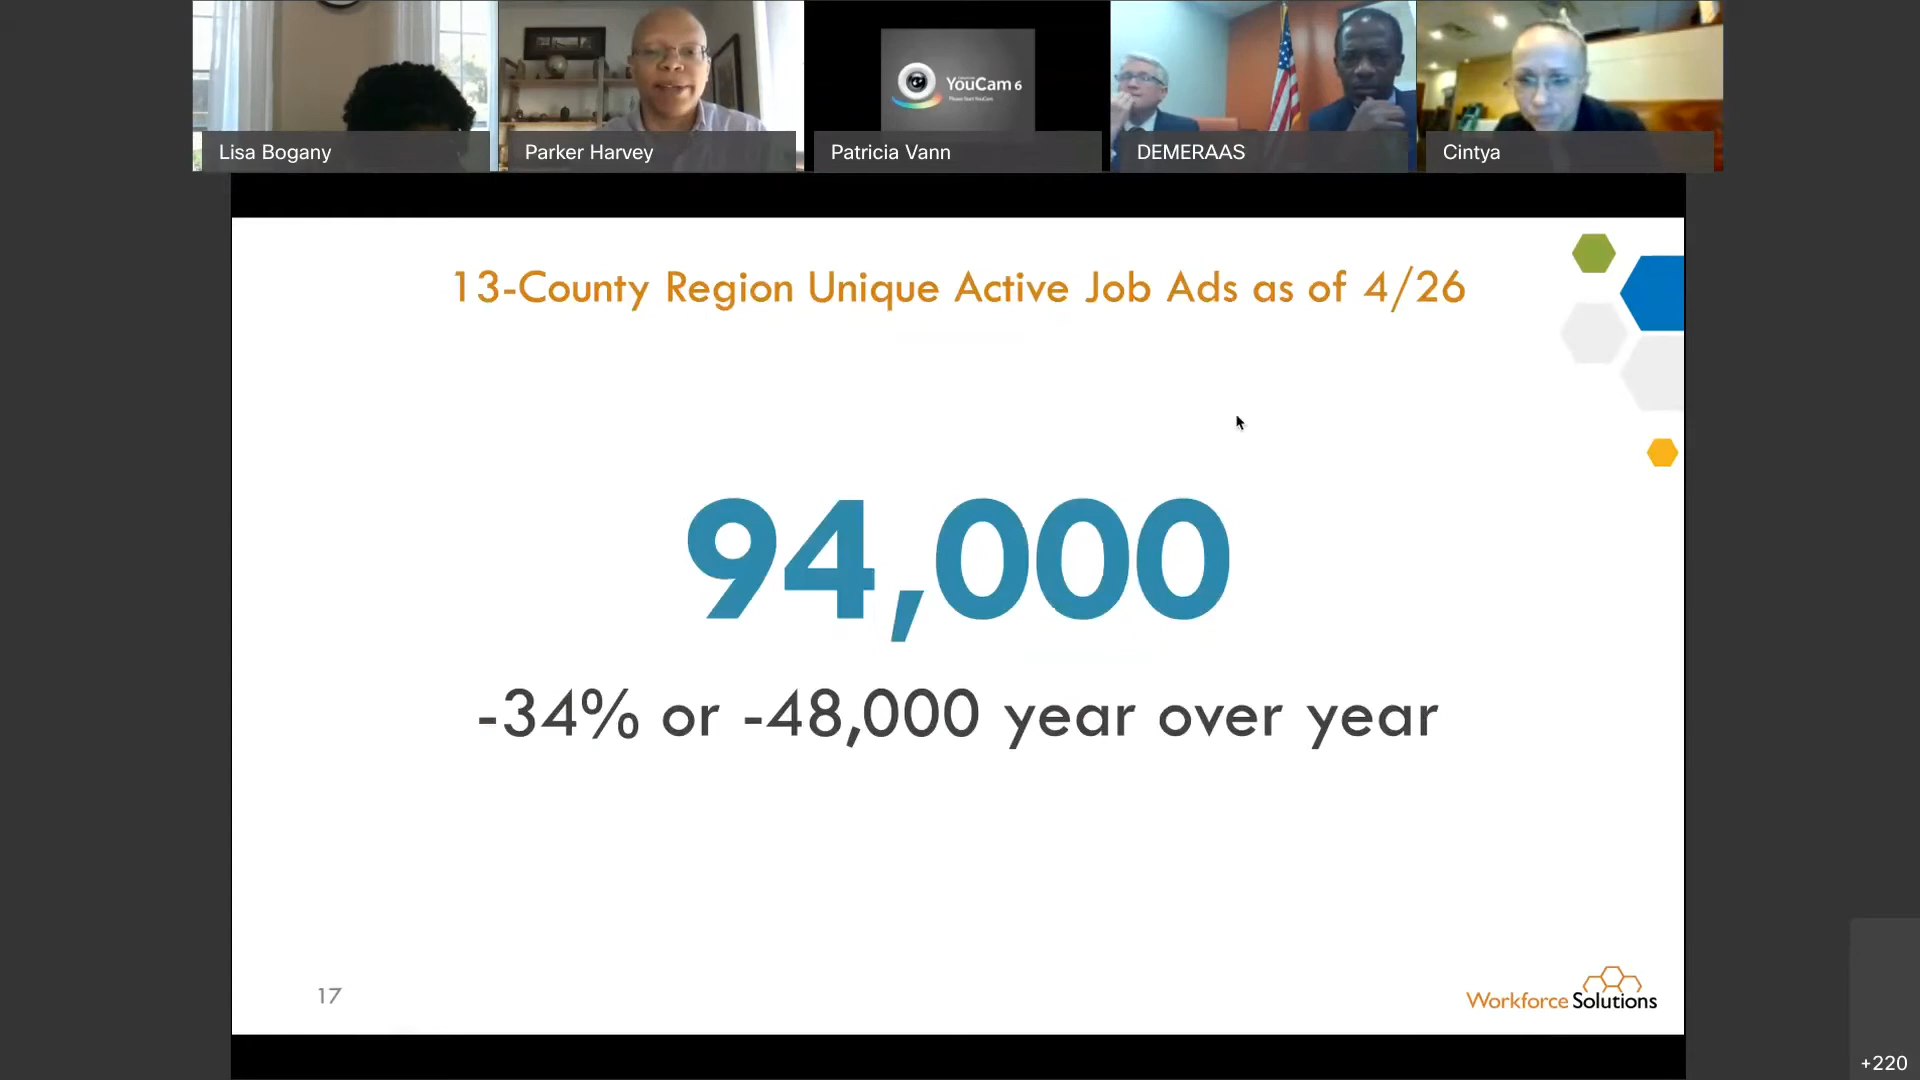 YouCam 6
Lisa Bogany
Parker Harvey
Patricia Vann
DEMERAAS
Cintya
13-County Region Unique Active Job Ads as of 4/26
94,000
-34% or -48,000 year over year
17
Workforce Solutions
+220